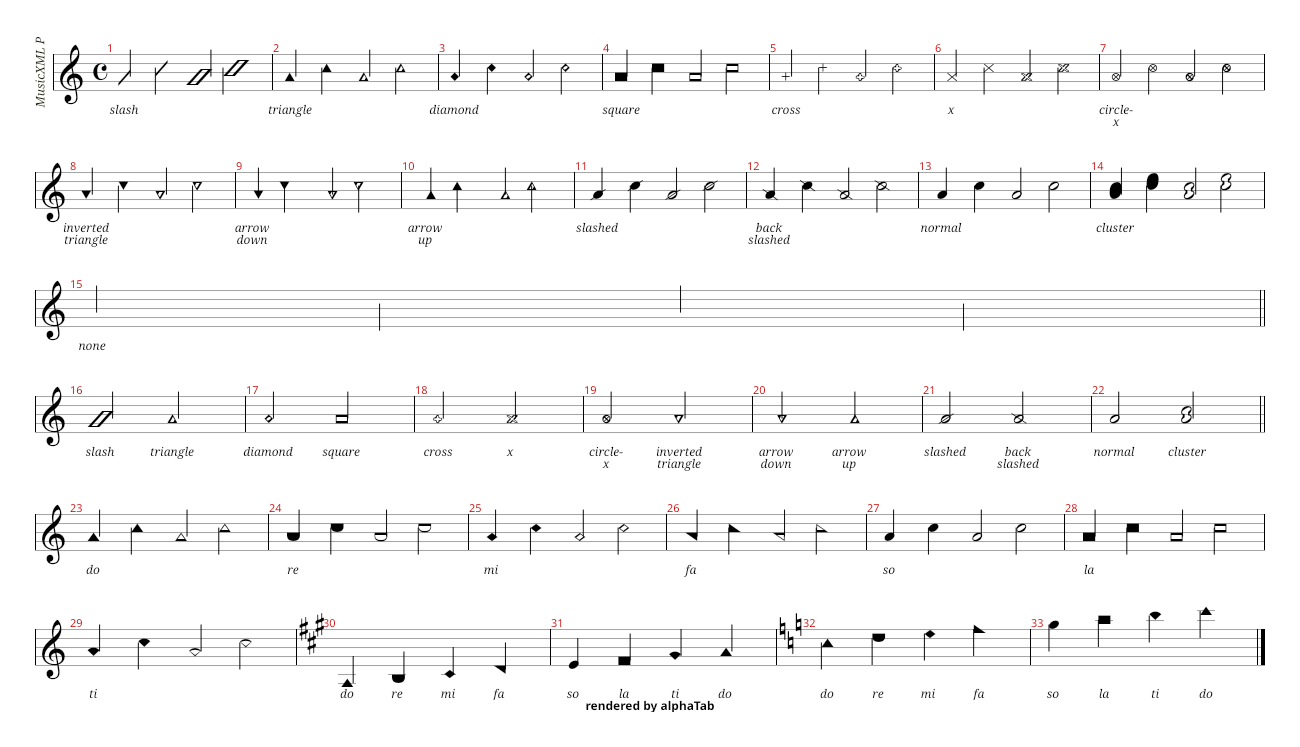 MusicXML P
1 2 3 4 5 6 7
slash triangle diamond square cross x circle-
x
8 9 10 11 12 13 14
inverted arrow arrow slashed back normal cluster
triangle down up slashed
15
none
16 17 18 19 20 21 22
slash triangle diamond square cross x circle- inverted arrow arrow slashed back normal cluster
x triangle down up slashed
23 24 25 26 27 28
do re mi fa so la
29 30 31 32 33
ti do re mi fa so la ti do do re mi fa so la ti do
rendered by alphaTab